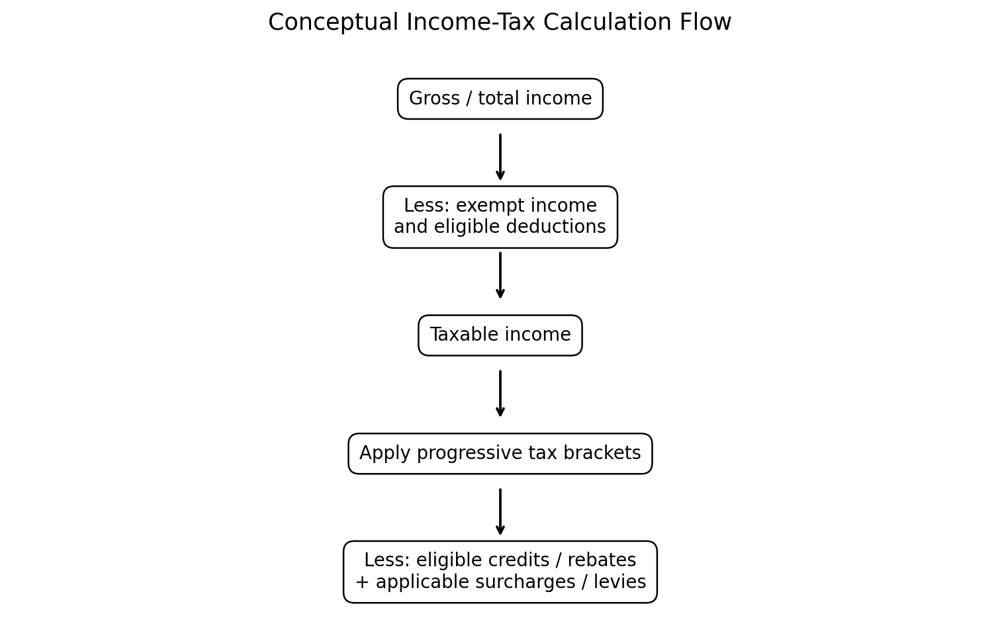 Conceptual Income-Tax Calculation Flow
Gross / total income
Less: exempt income
and eligible deductions
Taxable income
Apply progressive tax brackets
Less: eligible credits / rebates
+ applicable surcharges / levies